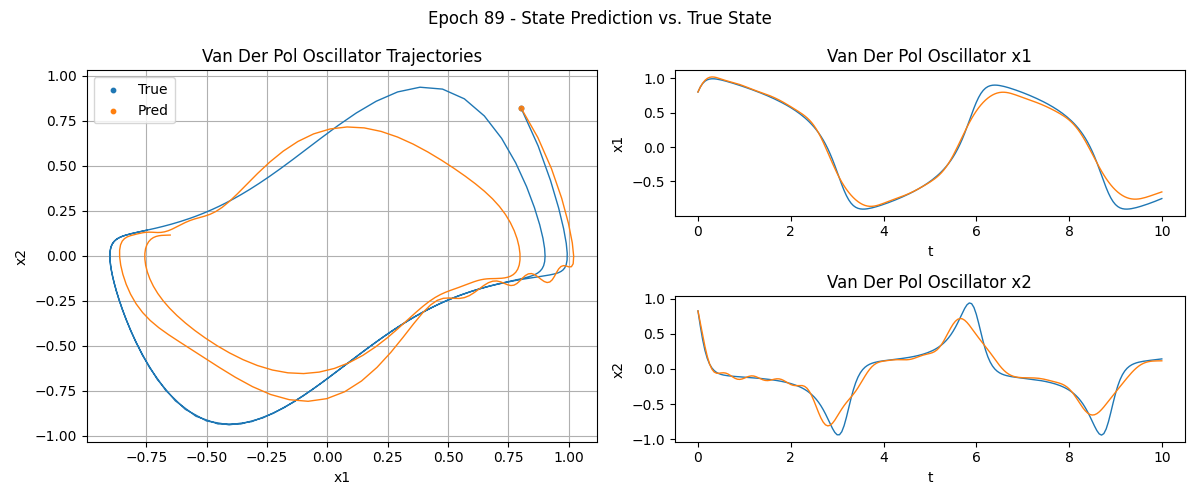 Epoch 89 - State Prediction vs. True State
Van Der Pol Oscillator Trajectories
True
Pred
1.00
0.75
0.50
0.25
0.00
−0.25
−0.50
−0.75
−1.00
x2
−0.75 −0.50 −0.25 0.00 0.25 0.50 0.75 1.00
x1
Van Der Pol Oscillator x1
1.0
0.5
0.0
−0.5
x1
0 2 4 6 8 10
t
Van Der Pol Oscillator x2
1.0
0.5
0.0
−0.5
−1.0
x2
0 2 4 6 8 10
t